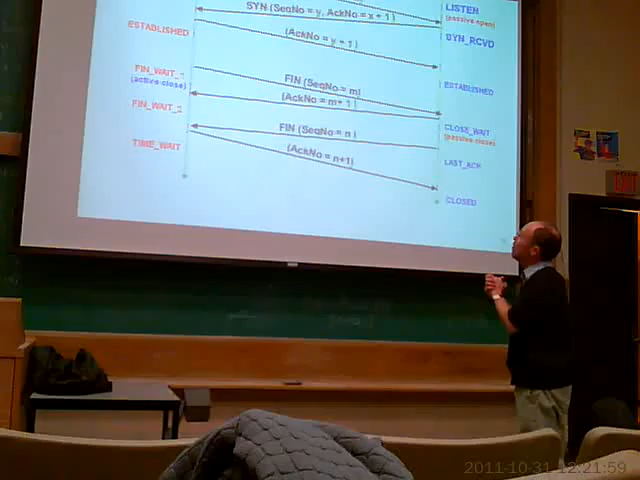 LISTEN
SYN (SeqNo = y, AckNo = x + 1 )
(passive open)
ESTABLISHED
(AckNo = y + 1 )
SYN_RCVD
FIN_WAIT_1
(active close)
FIN (SeqNo = m)
ESTABLISHED
FIN_WAIT_2
(AckNo = m+ 1 )
FIN (SeqNo = n )
CLOSE_WAIT
(passive close)
TIME_WAIT
(AckNo = n+1)
LAST_ACK
CLOSED
EXIT
2011-10-31 12:21:59